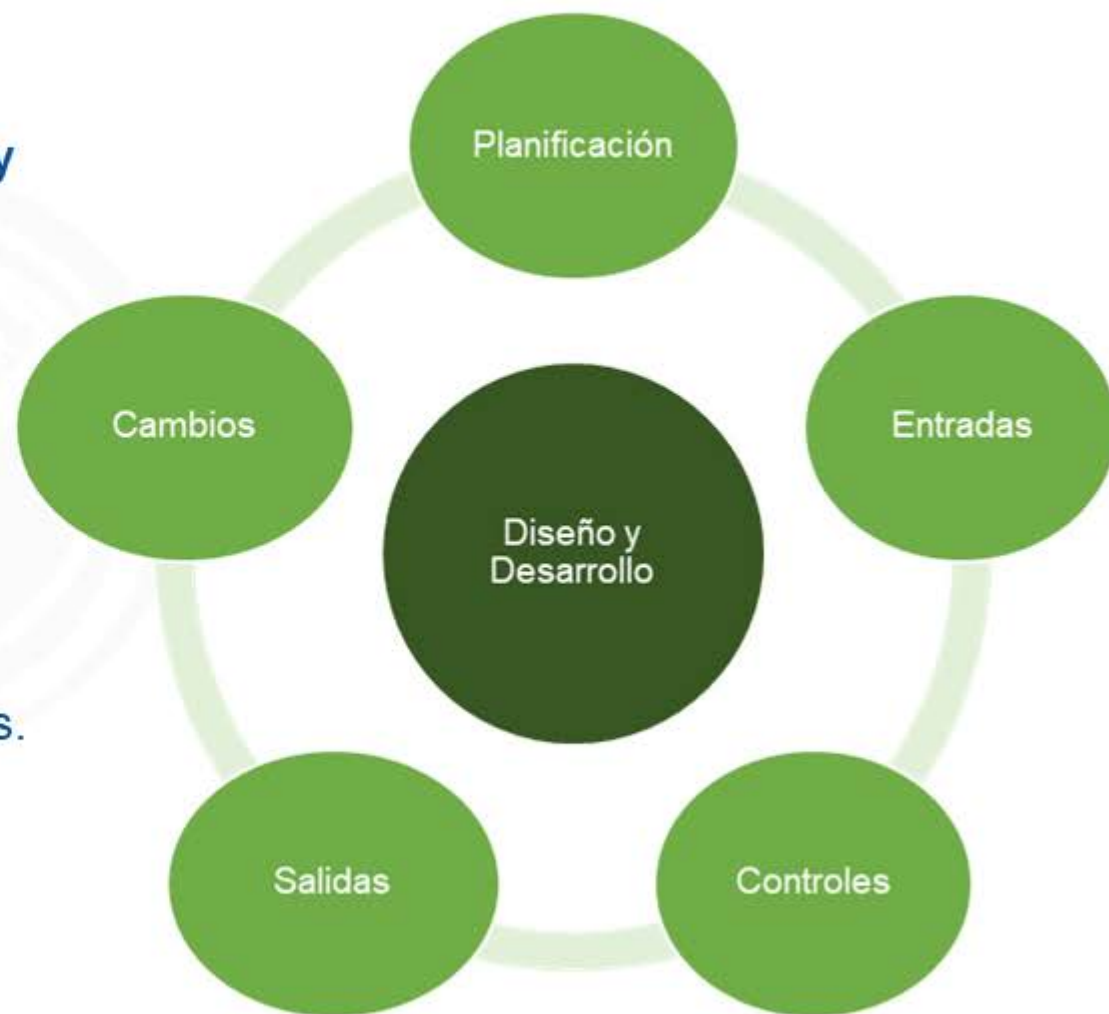 y
s.
Planificación
Entradas
Controles
Salidas
Cambios
Diseño y
Desarrollo